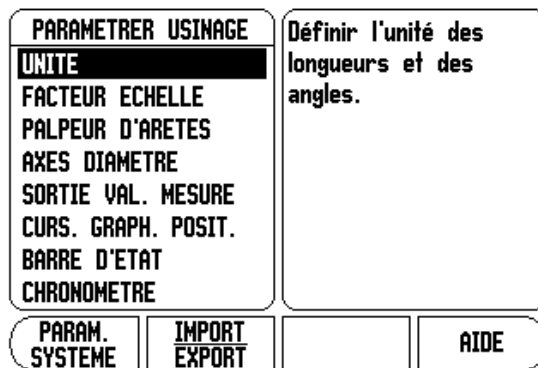 PARAMETRER USINAGE
UNITE
FACTEUR ECHELLE
PALPEUR D'ARETES
AXES DIAMETRE
SORTIE VAL. MESURE
CURS. GRAPH. POSIT.
BARRE D'ETAT
CHRONOMETRE
Définir l'unité des
longueurs et des
angles.
PARAM.
SYSTEME
IMPORT
EXPORT
AIDE